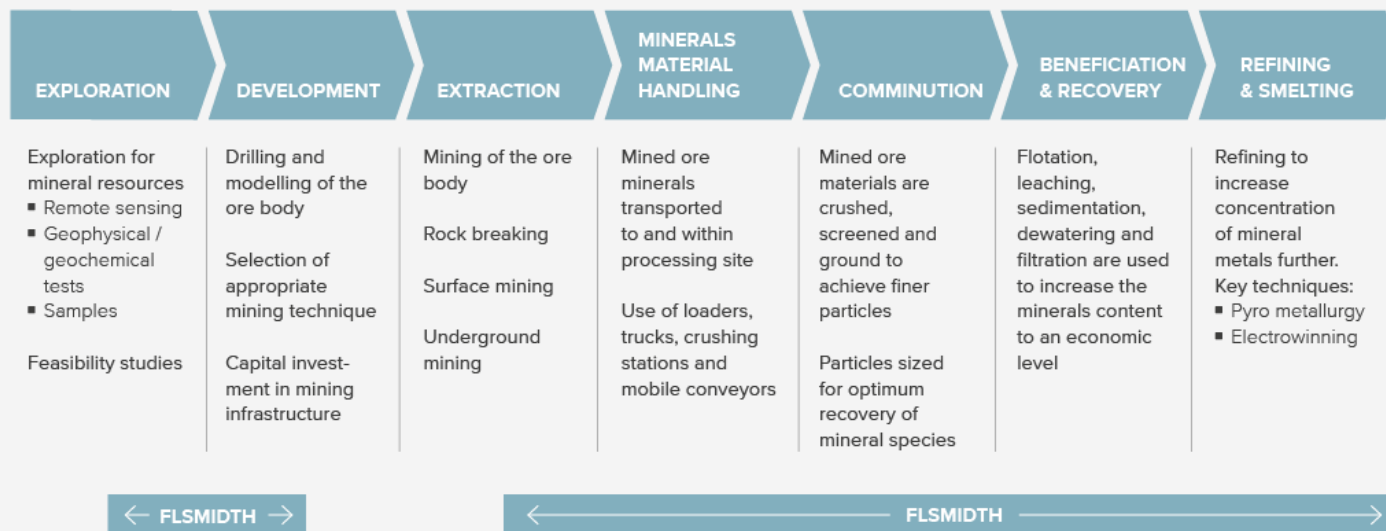 EXPLORATION
DEVELOPMENT
EXTRACTION
MINERALS
MATERIAL
HANDLING
COMMINUTION
BENEFICIATION
& RECOVERY
REFINING
& SMELTING
Exploration for
mineral resources
▪ Remote sensing
▪ Geophysical /
geochemical
tests
▪ Samples
Feasibility studies
Drilling and
modelling of the
ore body
Selection of
appropriate
mining technique
Capital invest-
ment in mining
infrastructure
Mining of the ore
body
Rock breaking
Surface mining
Underground
mining
Mined ore
minerals
transported
to and within
processing site
Use of loaders,
trucks, crushing
stations and
mobile conveyors
Mined ore
materials are
crushed,
screened and
ground to
achieve finer
particles
Particles sized
for optimum
recovery of
mineral species
Flotation,
leaching,
sedimentation,
dewatering and
filtration are used
to increase the
minerals content
to an economic
level
Refining to
increase
concentration
of mineral
metals further.
Key techniques:
▪ Pyro metallurgy
▪ Electrowinning
FLSMIDTH
FLSMIDTH